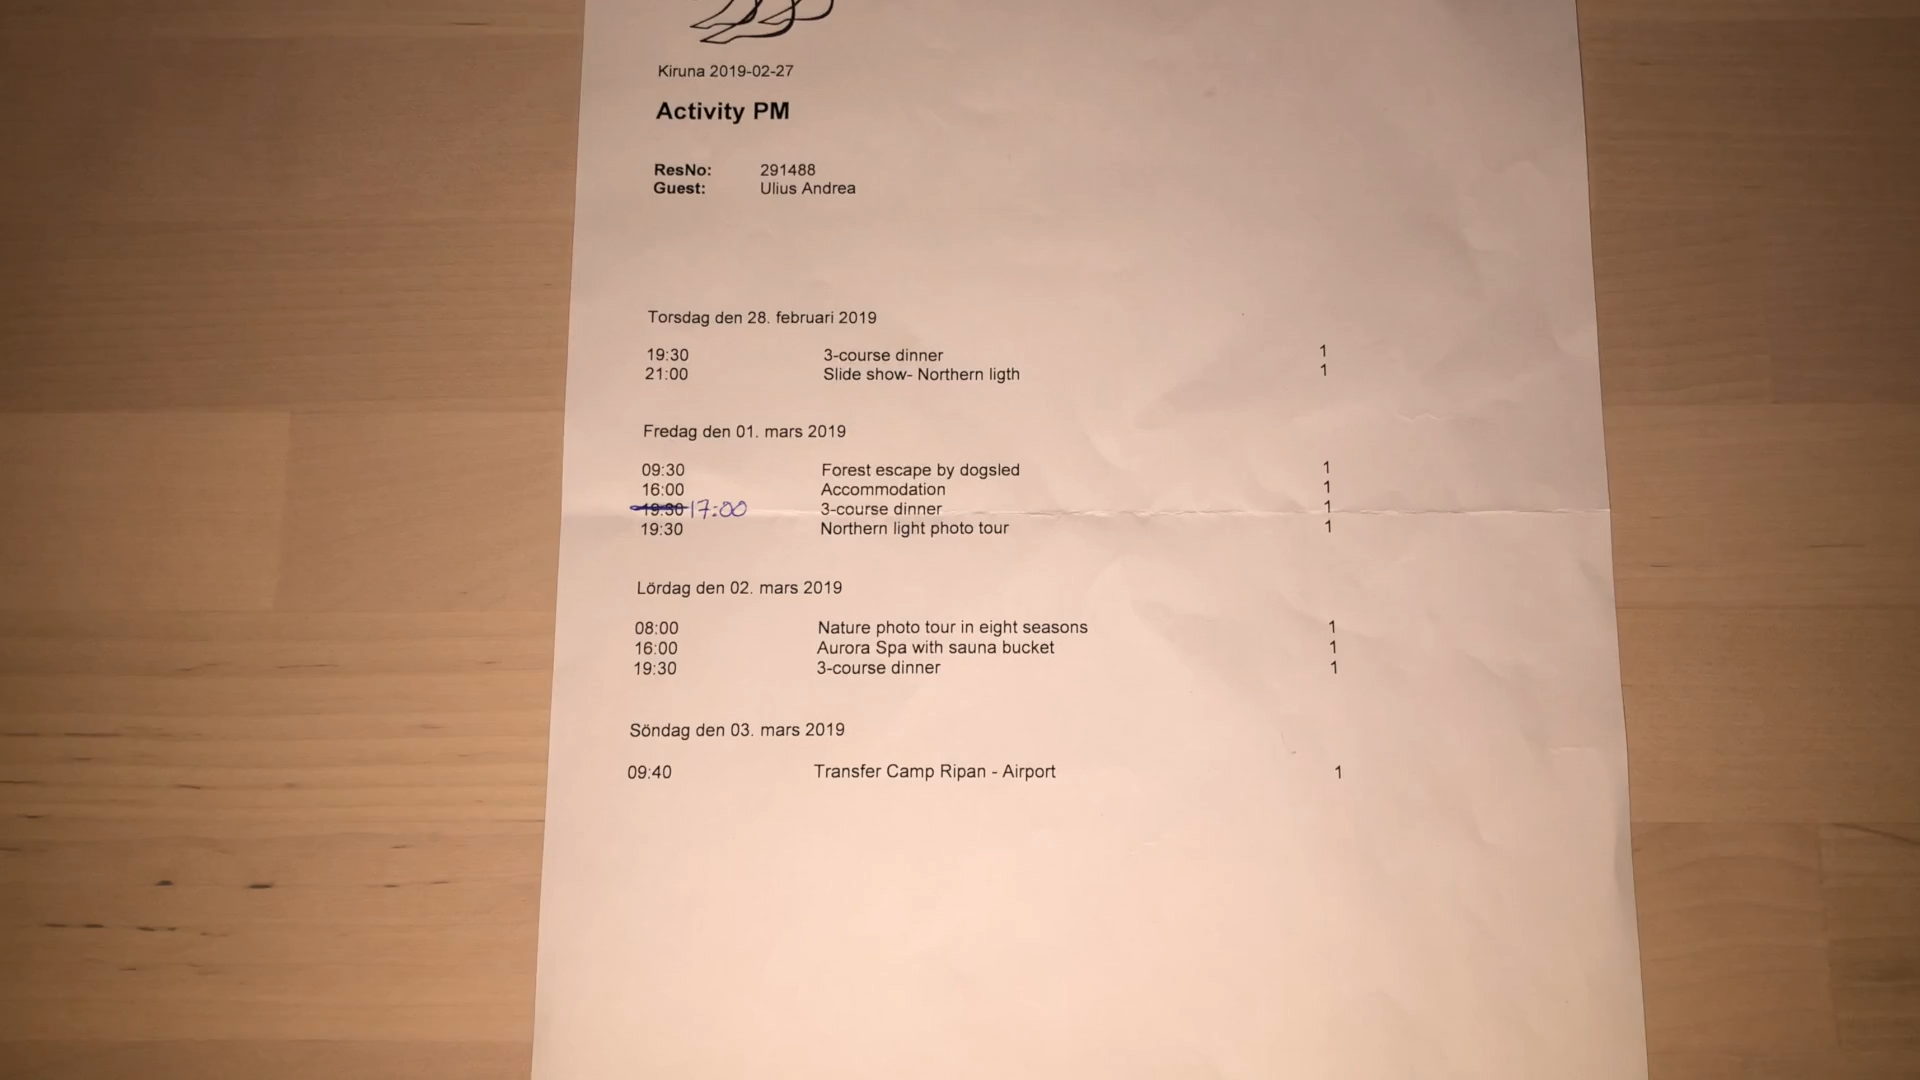 Kiruna 2019-02-27
Activity PM
ResNo: 291488
Guest: Ulius Andrea
Torsdag den 28. februari 2019
19:30 3-course dinner 1
21:00 Slide show- Northern ligth 1
Fredag den 01. mars 2019
09:30 Forest escape by dogsled 1
16:00 Accommodation 1
19:30 17:00 3-course dinner 1
19:30 Northern light photo tour 1
Lördag den 02. mars 2019
08:00 Nature photo tour in eight seasons 1
16:00 Aurora Spa with sauna bucket 1
19:30 3-course dinner 1
Söndag den 03. mars 2019
09:40 Transfer Camp Ripan - Airport 1